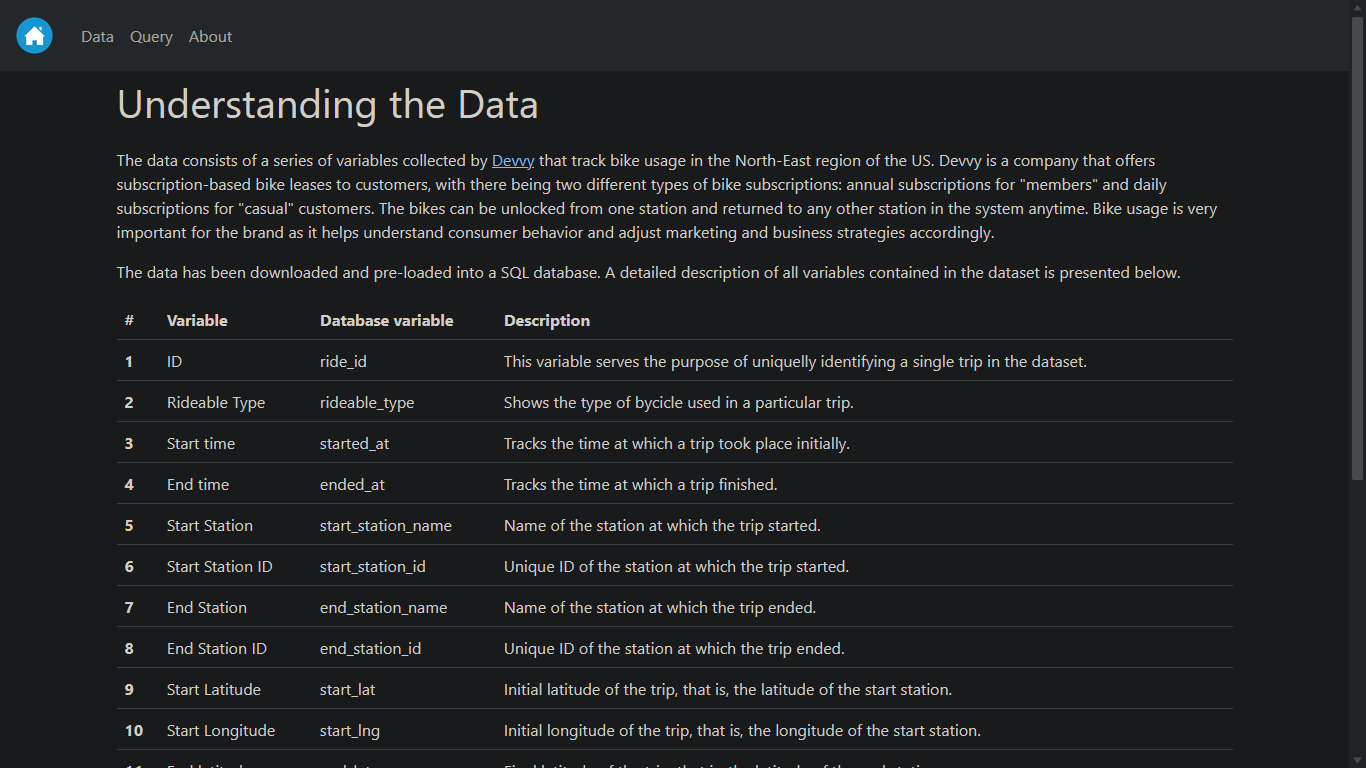 Data Query About
Understanding the Data
The data consists of a series of variables collected by Devvy that track bike usage in the North-East region of the US. Devvy is a company that offers
subscription-based bike leases to customers, with there being two different types of bike subscriptions: annual subscriptions for "members" and daily
subscriptions for "casual" customers. The bikes can be unlocked from one station and returned to any other station in the system anytime. Bike usage is very
important for the brand as it helps understand consumer behavior and adjust marketing and business strategies accordingly.
The data has been downloaded and pre-loaded into a SQL database. A detailed description of all variables contained in the dataset is presented below.
# Variable Database variable Description
1 ID ride_id This variable serves the purpose of uniquelly identifying a single trip in the dataset.
2 Rideable Type rideable_type Shows the type of bycicle used in a particular trip.
3 Start time started_at Tracks the time at which a trip took place initially.
4 End time ended_at Tracks the time at which a trip finished.
5 Start Station start_station_name Name of the station at which the trip started.
6 Start Station ID start_station_id Unique ID of the station at which the trip started.
7 End Station end_station_name Name of the station at which the trip ended.
8 End Station ID end_station_id Unique ID of the station at which the trip ended.
9 Start Latitude start_lat Initial latitude of the trip, that is, the latitude of the start station.
10 Start Longitude start_lng Initial longitude of the trip, that is, the longitude of the start station.